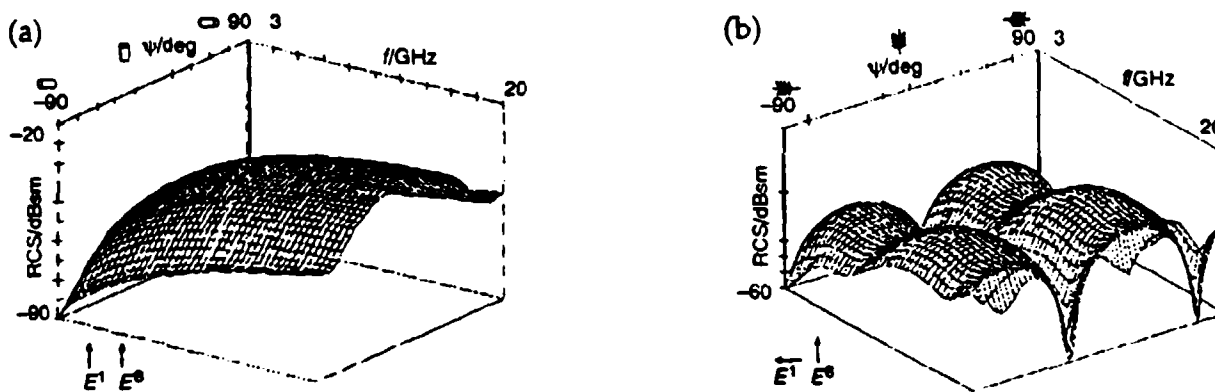 (a)
ψ/deg
90
3
f/GHz
20
-90
-20
RCS/dBsm
-90
E¹
E⁶
(b)
ψ/deg
90
3
f/GHz
20
-90
RCS/dBsm
-60
E¹
E⁶